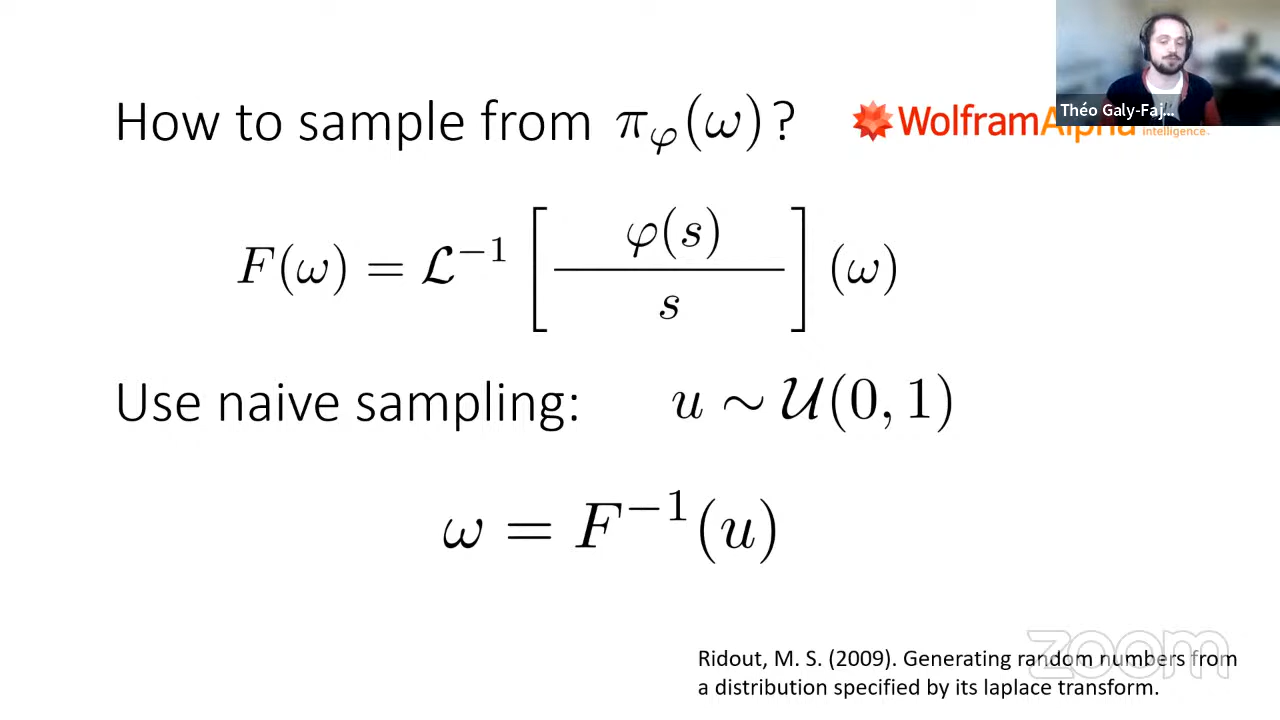 Théo Galy-Faj...
How to sample from π_φ(ω)?
WolframAlpha
intelligence.
F(ω) = ℒ⁻¹ [ φ(s) / s ] (ω)
Use naive sampling: u ∼ 𝒰(0, 1)
ω = F⁻¹(u)
zoom
Ridout, M. S. (2009). Generating random numbers from
a distribution specified by its laplace transform.